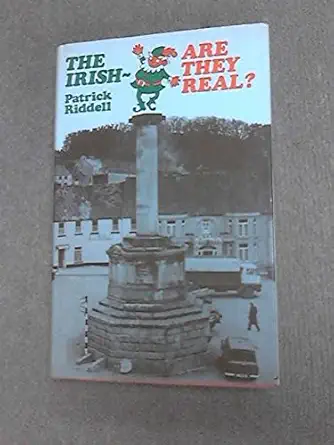 THE
IRISH~
Patrick
Riddell
ARE
THEY
REAL?